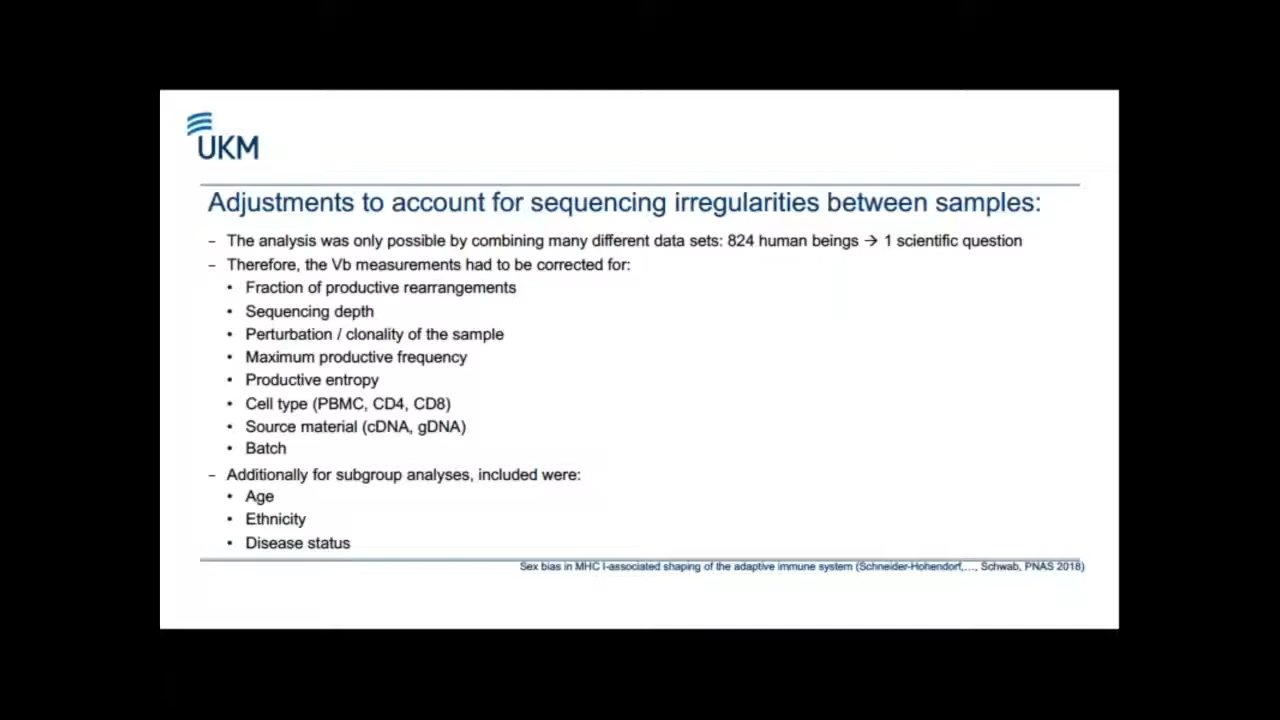 UKM
Adjustments to account for sequencing irregularities between samples:
– The analysis was only possible by combining many different data sets: 824 human beings → 1 scientific question
– Therefore, the Vb measurements had to be corrected for:
• Fraction of productive rearrangements
• Sequencing depth
• Perturbation / clonality of the sample
• Maximum productive frequency
• Productive entropy
• Cell type (PBMC, CD4, CD8)
• Source material (cDNA, gDNA)
• Batch
– Additionally for subgroup analyses, included were:
• Age
• Ethnicity
• Disease status
Sex bias in MHC I-associated shaping of the adaptive immune system (Schneider-Hohendorf,…, Schwab, PNAS 2018)